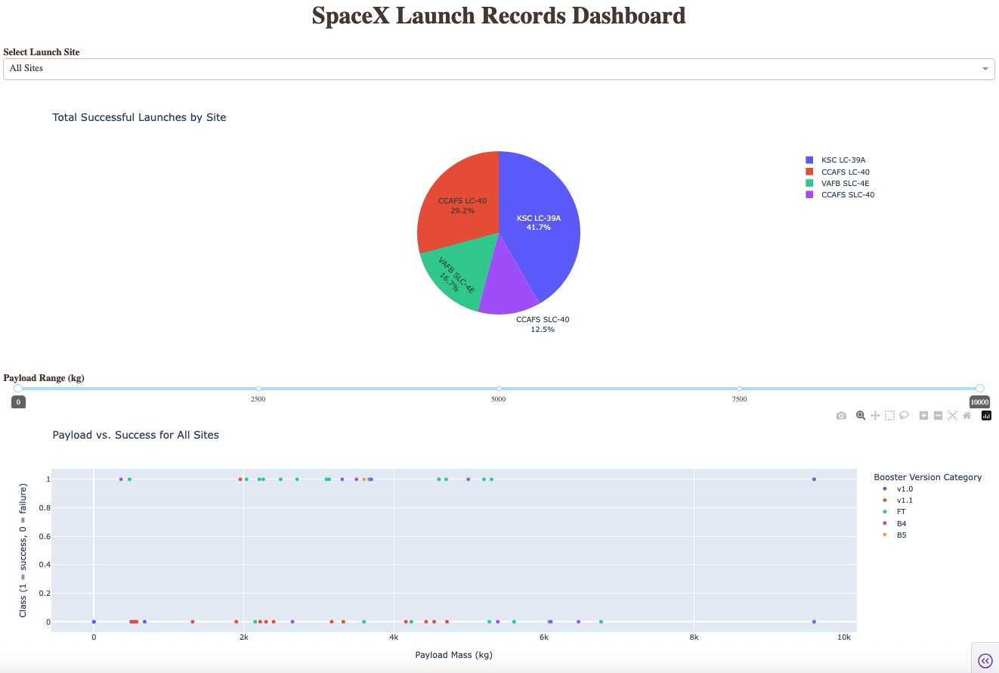 SpaceX Launch Records Dashboard
Select Launch Site
All Sites
Total Successful Launches by Site
KSC LC-39A
CCAFS LC-40
VAFB SLC-4E
CCAFS SLC-40
CCAFS LC-40
29.2%
KSC LC-39A
41.7%
VAFB SLC-4E
16.7%
CCAFS SLC-40
12.5%
Payload Range (kg)
0
2500
5000
7500
10000
Payload vs. Success for All Sites
Class (1 = success, 0 = failure)
1
0.8
0.6
0.4
0.2
0
0
2k
4k
6k
8k
10k
Payload Mass (kg)
Booster Version Category
v1.0
v1.1
FT
B4
B5